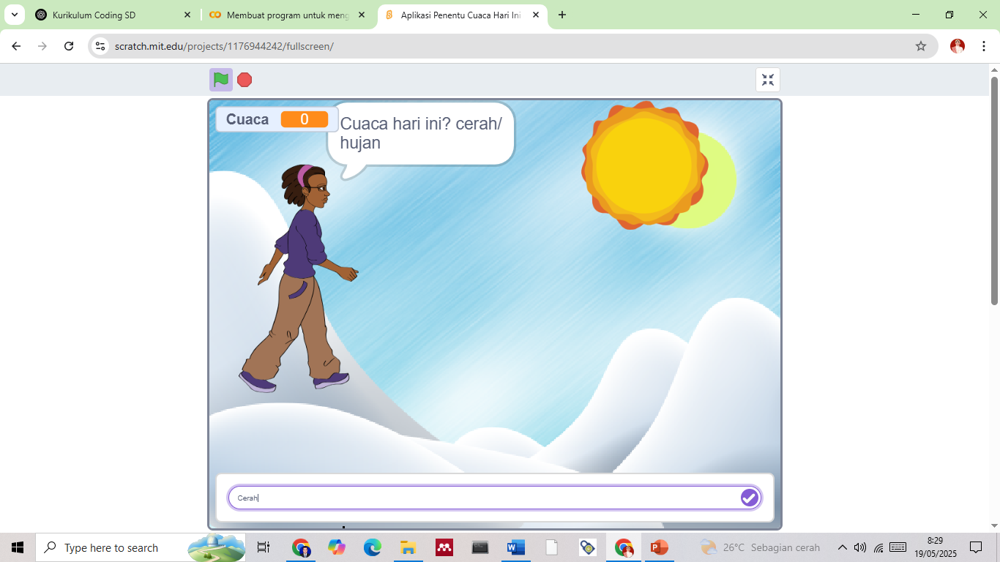 Kurikulum Coding SD
Membuat program untuk meng
Aplikasi Penentu Cuaca Hari Ini
scratch.mit.edu/projects/1176944242/fullscreen/
Cuaca 0
Cuaca hari ini? cerah/
hujan
Cerah
Type here to search
26°C Sebagian cerah
8:29
19/05/2025